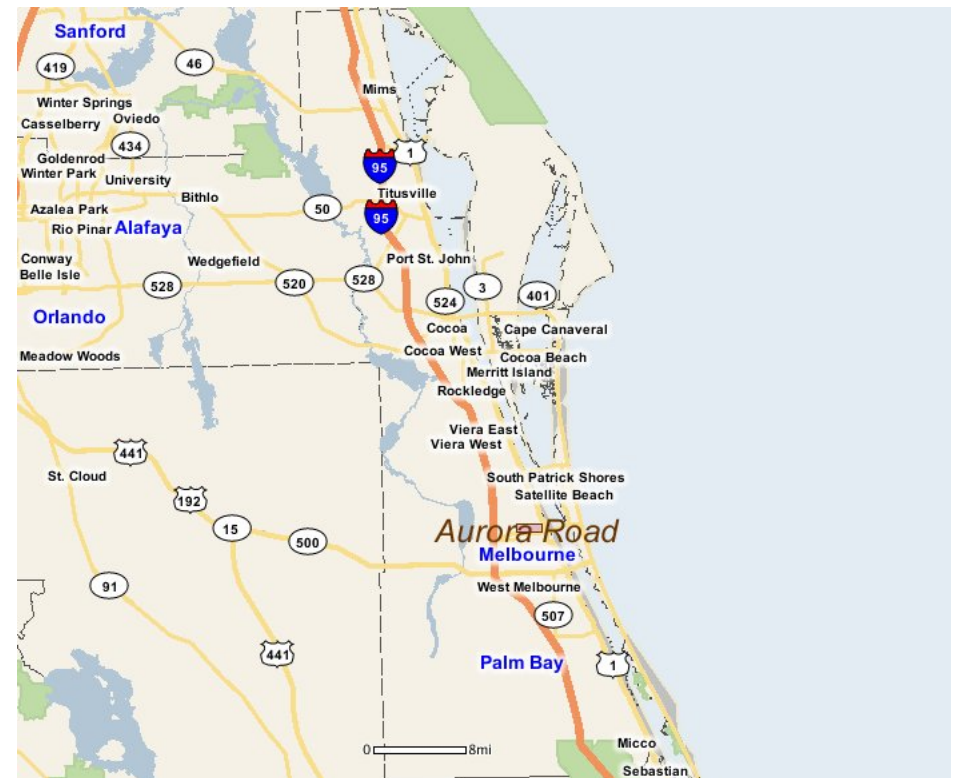 Sanford
419
46
Mims
Winter Springs
Casselberry
Oviedo
434
1
Goldenrod
95
Winter Park
University
Titusville
Bithlo
Azalea Park
50
95
Rio Pinar
Alafaya
Conway
Wedgefield
Port St. John
Belle Isle
528
520
528
3
401
524
Orlando
Cocoa
Cape Canaveral
Meadow Woods
Cocoa West
Cocoa Beach
Merritt Island
Rockledge
Viera East
Viera West
441
St. Cloud
South Patrick Shores
192
Satellite Beach
15
500
Aurora Road
Melbourne
91
West Melbourne
507
441
Palm Bay
1
Micco
0 8mi
Sebastian